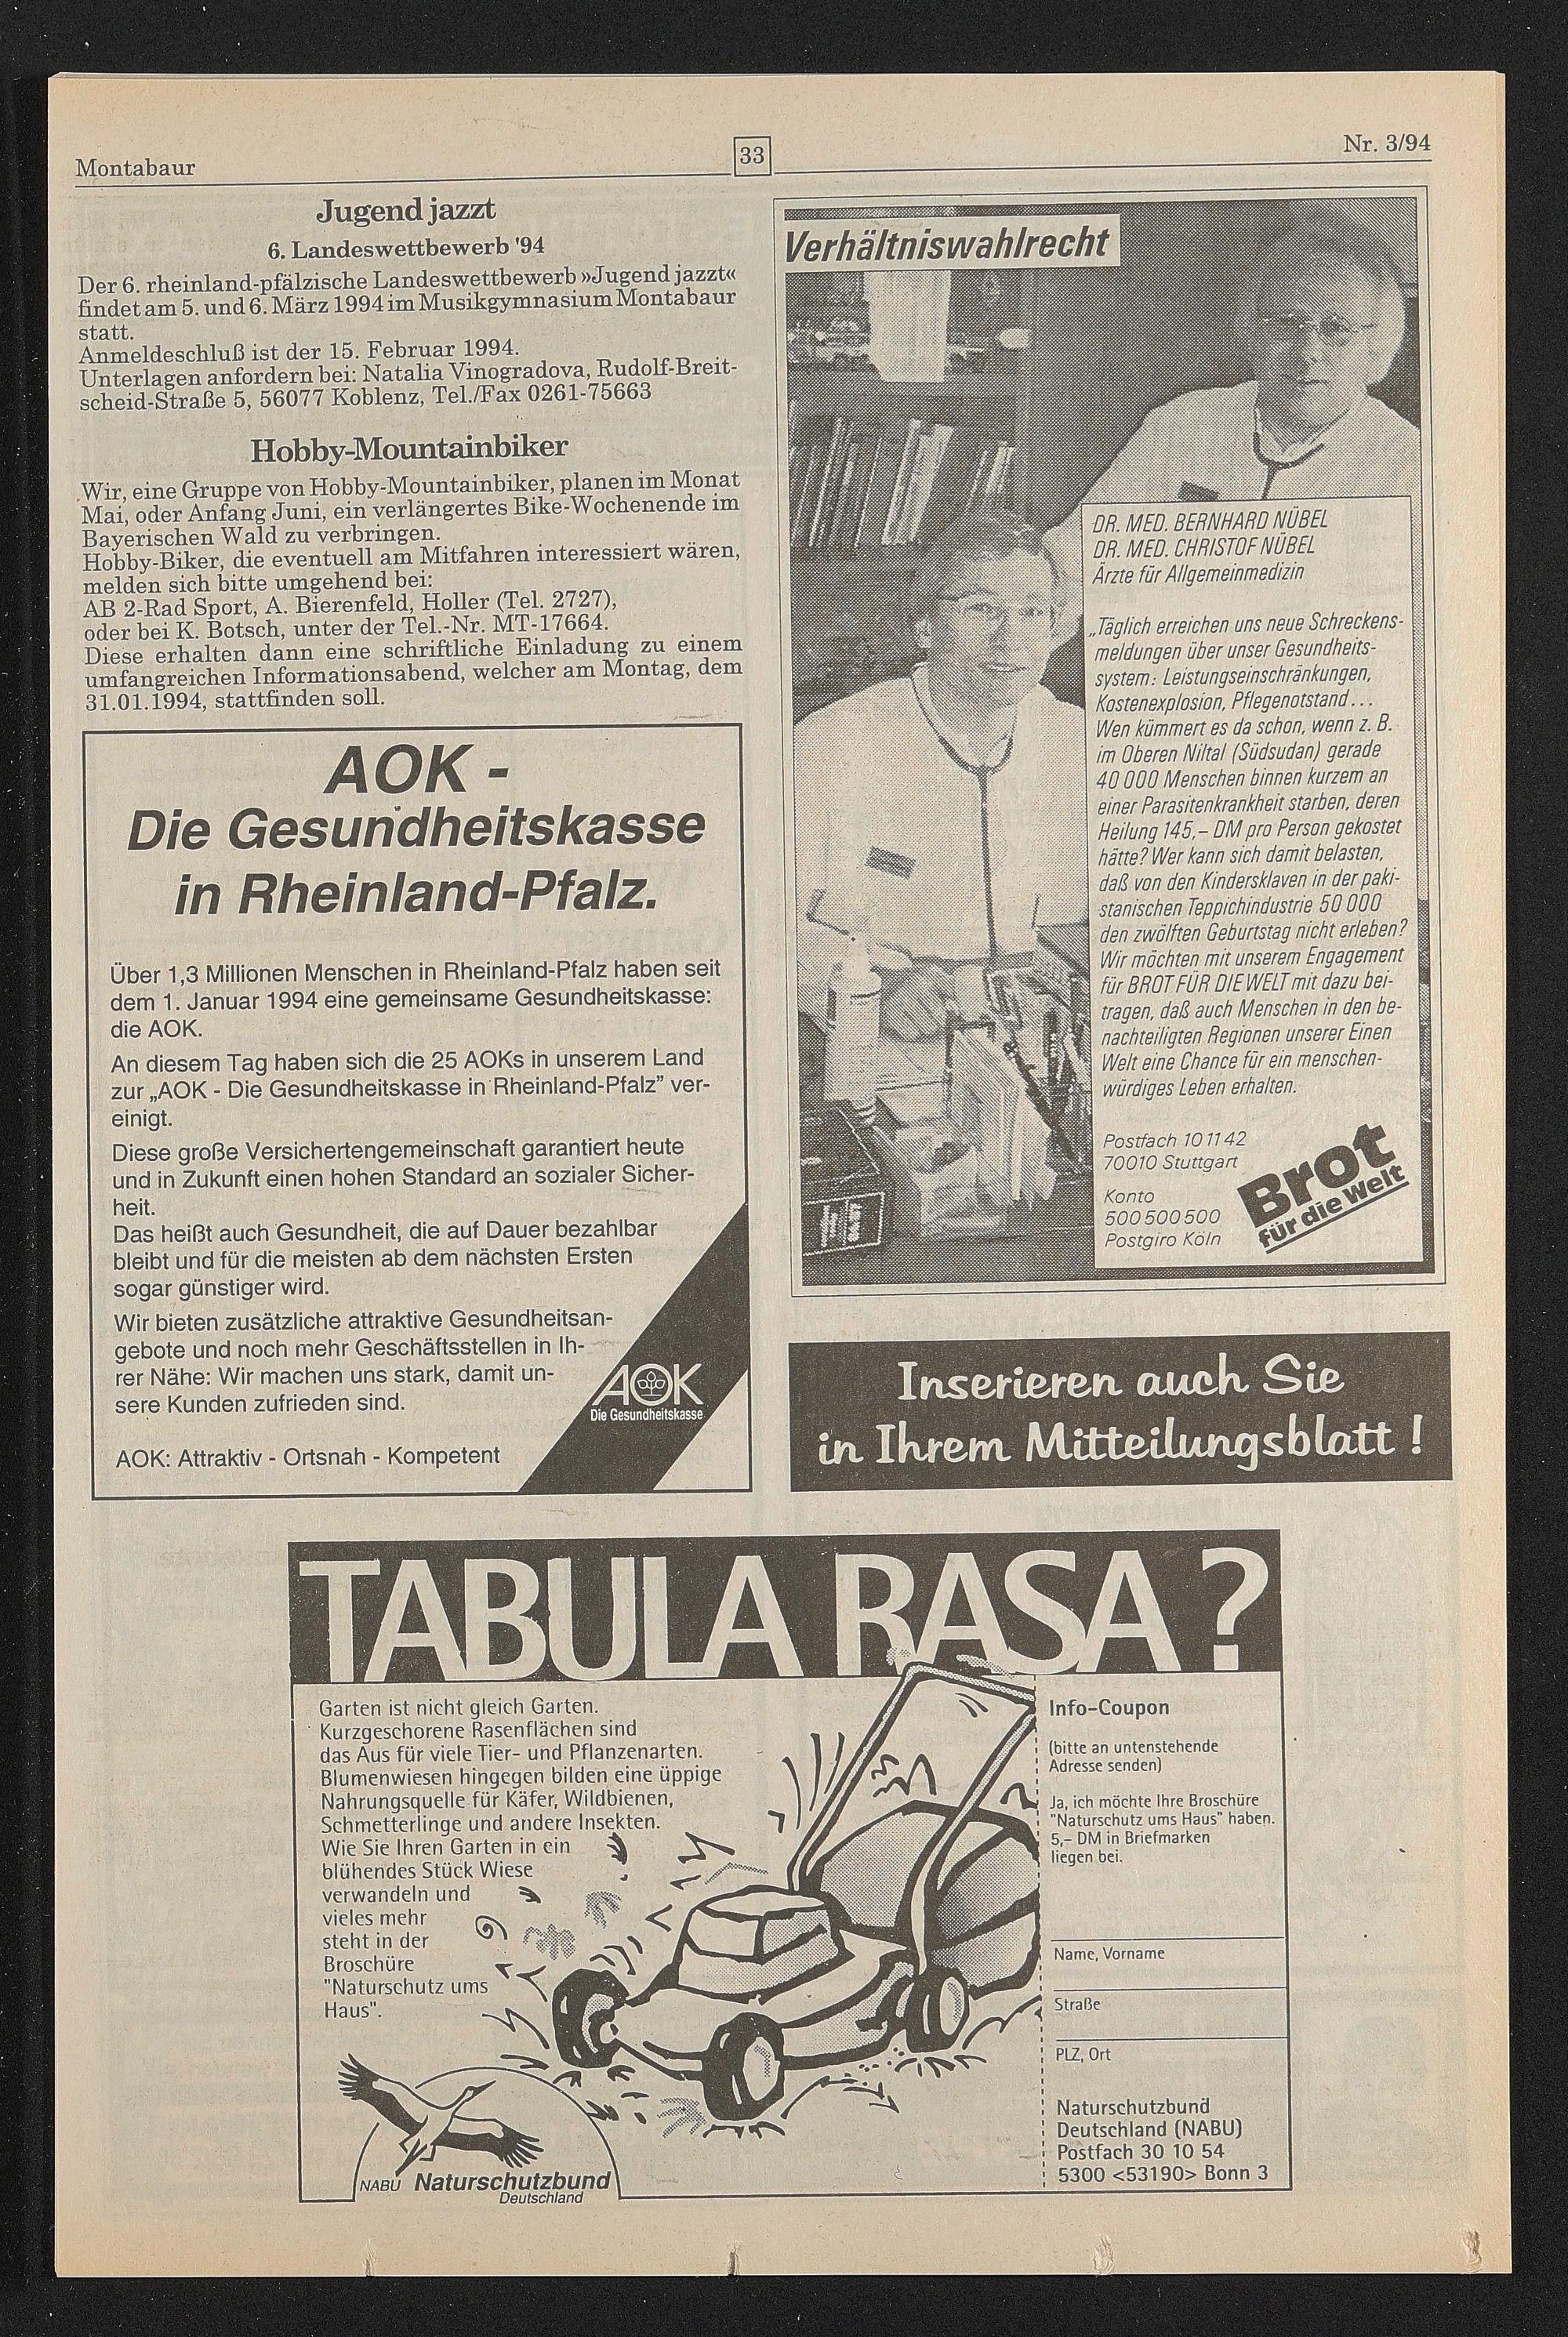 Montabaur
33
Nr. 3/94
Jugend jazzt
6. Landeswettbewerb '94
Der 6. rheinland-pfälzische Landeswettbewerb »Jugend jazzt«
findet am 5. und 6. März 1994 im Musikgymnasium Montabaur
statt.
Anmeldeschluß ist der 15. Februar 1994.
Unterlagen anfordern bei: Natalia Vinogradova, Rudolf-Breit-
scheid-Straße 5, 56077 Koblenz, Tel./Fax 0261-75663
Hobby-Mountainbiker
Wir, eine Gruppe von Hobby-Mountainbiker, planen im Monat
Mai, oder Anfang Juni, ein verlängertes Bike-Wochenende im
Bayerischen Wald zu verbringen.
Hobby-Biker, die eventuell am Mitfahren interessiert wären,
melden sich bitte umgehend bei:
AB 2-Rad Sport, A. Bierenfeld, Holler (Tel. 2727),
oder bei K. Botsch, unter der Tel.-Nr. MT-17664.
Diese erhalten dann eine schriftliche Einladung zu einem
umfangreichen Informationsabend, welcher am Montag, dem
31.01.1994, stattfinden soll.
AOK -
Die Gesundheitskasse
in Rheinland-Pfalz.
Über 1,3 Millionen Menschen in Rheinland-Pfalz haben seit
dem 1. Januar 1994 eine gemeinsame Gesundheitskasse:
die AOK.
An diesem Tag haben sich die 25 AOKs in unserem Land
zur „AOK - Die Gesundheitskasse in Rheinland-Pfalz” ver-
einigt.
Diese große Versichertengemeinschaft garantiert heute
und in Zukunft einen hohen Standard an sozialer Sicher-
heit.
Das heißt auch Gesundheit, die auf Dauer bezahlbar
bleibt und für die meisten ab dem nächsten Ersten
sogar günstiger wird.
Wir bieten zusätzliche attraktive Gesundheitsan-
gebote und noch mehr Geschäftsstellen in Ih-
rer Nähe: Wir machen uns stark, damit un-
sere Kunden zufrieden sind.
AOK: Attraktiv - Ortsnah - Kompetent
AOK
Die Gesundheitskasse
Verhältniswahlrecht
DR. MED. BERNHARD NÜBEL
DR. MED. CHRISTOF NÜBEL
Ärzte für Allgemeinmedizin
„Täglich erreichen uns neue Schreckens-
meldungen über unser Gesundheits-
system: Leistungseinschränkungen,
Kostenexplosion, Pflegenotstand...
Wen kümmert es da schon, wenn z. B.
im Oberen Niltal (Südsudan) gerade
40 000 Menschen binnen kurzem an
einer Parasitenkrankheit starben, deren
Heilung 145,– DM pro Person gekostet
hätte? Wer kann sich damit belasten,
daß von den Kindersklaven in der paki-
stanischen Teppichindustrie 50 000
den zwölften Geburtstag nicht erleben?
Wir möchten mit unserem Engagement
für BROT FÜR DIE WELT mit dazu bei-
tragen, daß auch Menschen in den be-
nachteiligten Regionen unserer Einen
Welt eine Chance für ein menschen-
würdiges Leben erhalten.
Postfach 10 11 42
70010 Stuttgart
Konto
500 500 500
Postgiro Köln
Brot
für die Welt
Inserieren auch Sie
in Ihrem Mitteilungsblatt !
TABULA RASA ?
Garten ist nicht gleich Garten.
Kurzgeschorene Rasenflächen sind
das Aus für viele Tier- und Pflanzenarten.
Blumenwiesen hingegen bilden eine üppige
Nahrungsquelle für Käfer, Wildbienen,
Schmetterlinge und andere Insekten.
Wie Sie Ihren Garten in ein
blühendes Stück Wiese
verwandeln und
vieles mehr
steht in der
Broschüre
"Naturschutz ums
Haus".
NABU Naturschutzbund
Deutschland
Info-Coupon
(bitte an untenstehende
Adresse senden)
Ja, ich möchte Ihre Broschüre
"Naturschutz ums Haus" haben.
5,- DM in Briefmarken
liegen bei.
Name, Vorname
Straße
PLZ, Ort
Naturschutzbund
Deutschland (NABU)
Postfach 30 10 54
5300 <53190> Bonn 3